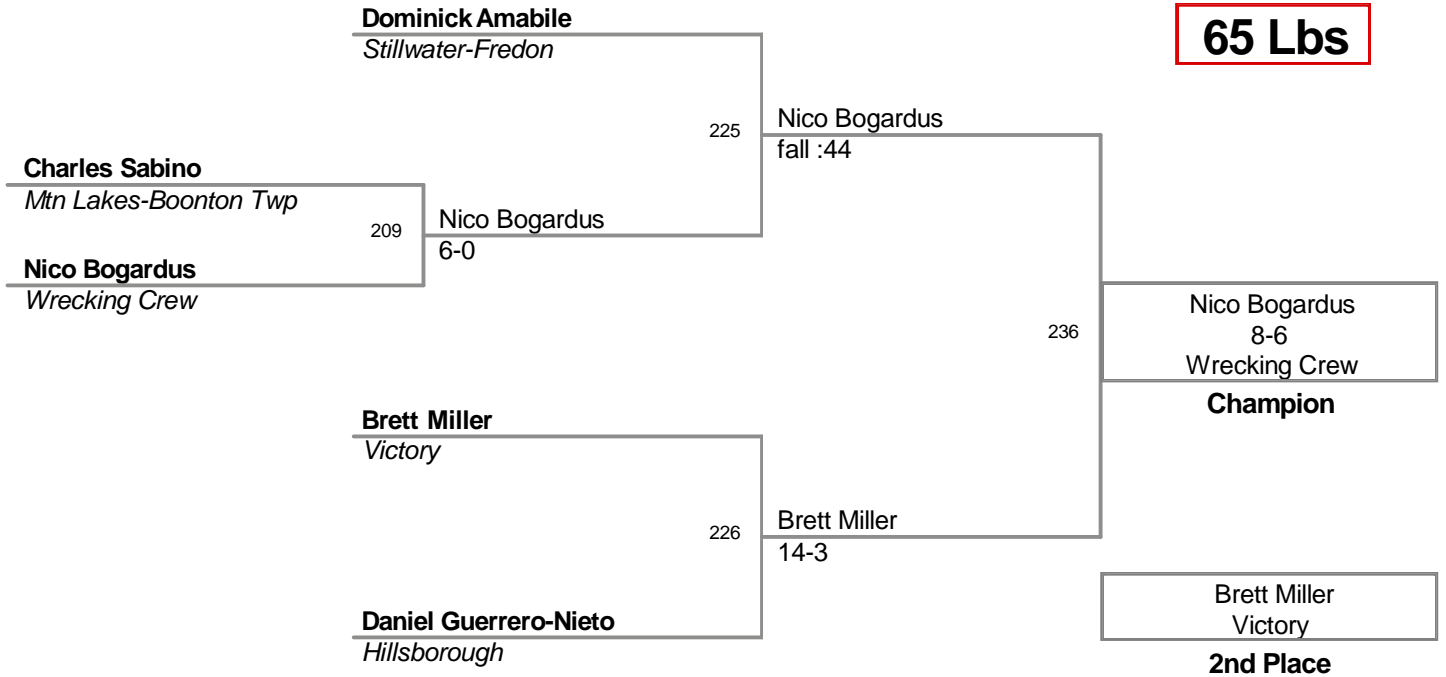 Dominick Amabile
Stillwater-Fredon
65 Lbs
225
Nico Bogardus
fall :44
Charles Sabino
Mtn Lakes-Boonton Twp
209
Nico Bogardus
6-0
Nico Bogardus
Wrecking Crew
236
Nico Bogardus
8-6
Wrecking Crew
Champion
Brett Miller
Victory
226
Brett Miller
14-3
Daniel Guerrero-Nieto
Hillsborough
Brett Miller
Victory
2nd Place